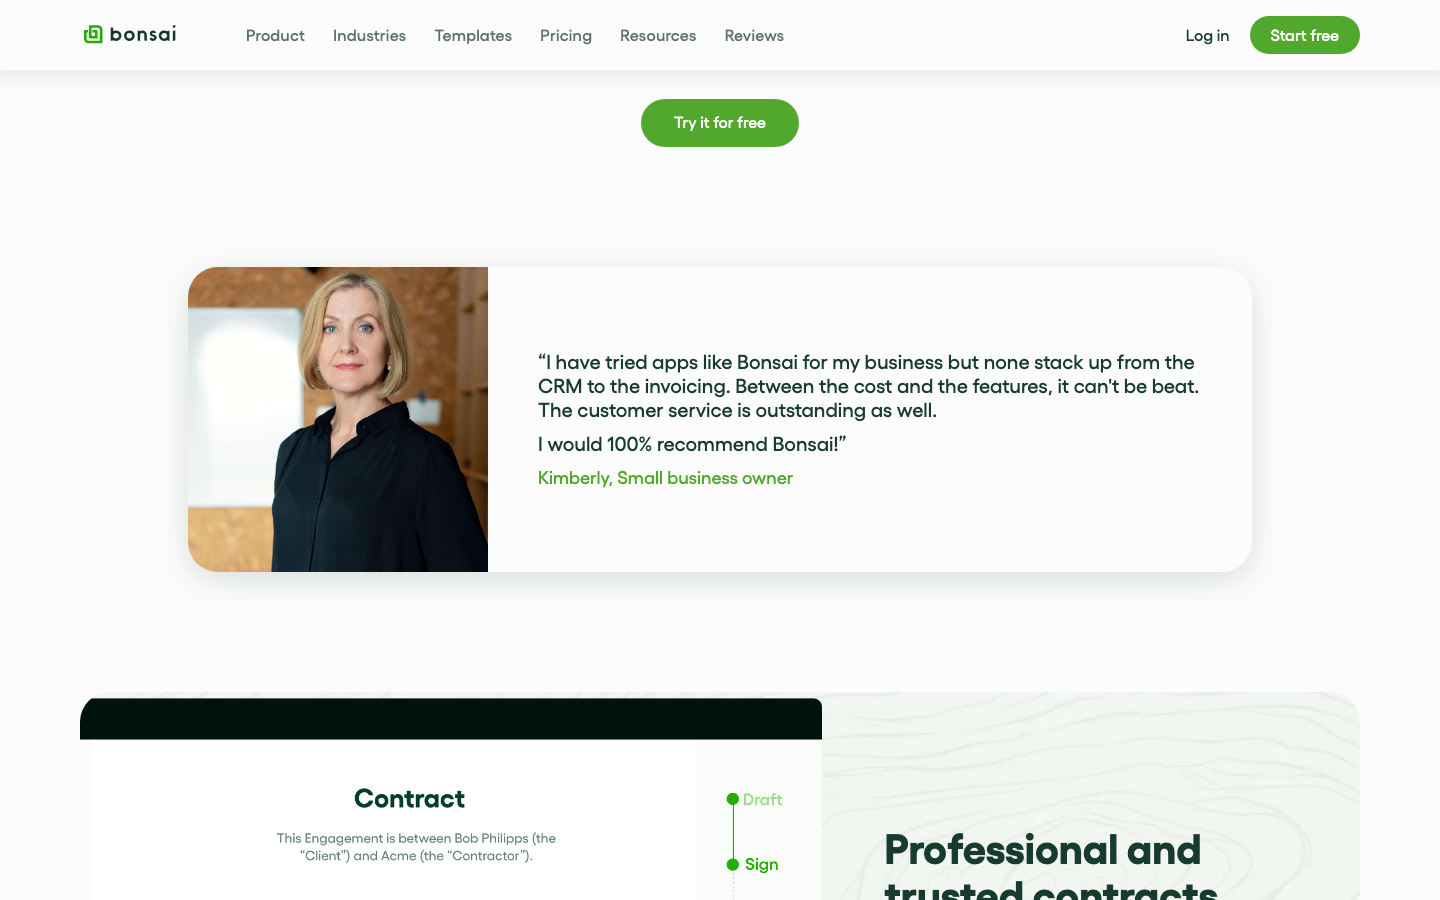 bonsai
Product
Industries
Templates
Pricing
Resources
Reviews
Log in
Start free
Try it for free
“I have tried apps like Bonsai for my business but none stack up from the
CRM to the invoicing. Between the cost and the features, it can't be beat.
The customer service is outstanding as well.
I would 100% recommend Bonsai!”
Kimberly, Small business owner
Contract
This Engagement is between Bob Philipps (the
“Client”) and Acme (the “Contractor”).
Draft
Sign
Professional and
trusted contracts